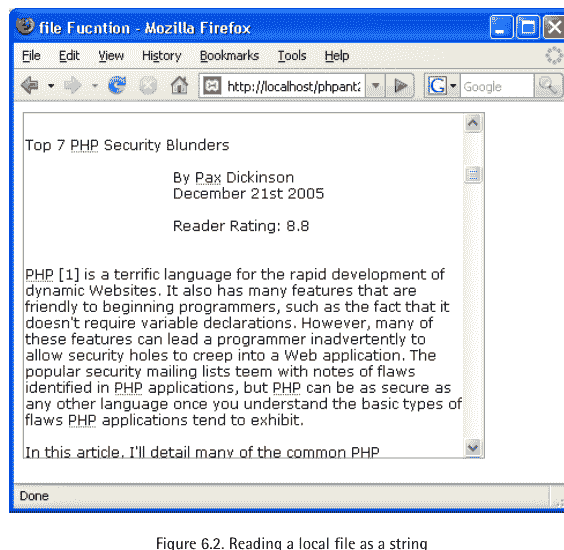 file Fucntion - Mozilla Firefox
File Edit View History Bookmarks Tools Help
http://localhost/phpant2 G Google
Top 7 PHP Security Blunders
By Pax Dickinson
December 21st 2005
Reader Rating: 8.8
PHP [1] is a terrific language for the rapid development of
dynamic Websites. It also has many features that are
friendly to beginning programmers, such as the fact that it
doesn't require variable declarations. However, many of
these features can lead a programmer inadvertently to
allow security holes to creep into a Web application. The
popular security mailing lists teem with notes of flaws
identified in PHP applications, but PHP can be as secure as
any other language once you understand the basic types of
flaws PHP applications tend to exhibit.
In this article, I'll detail many of the common PHP
Done
Figure 6.2. Reading a local file as a string